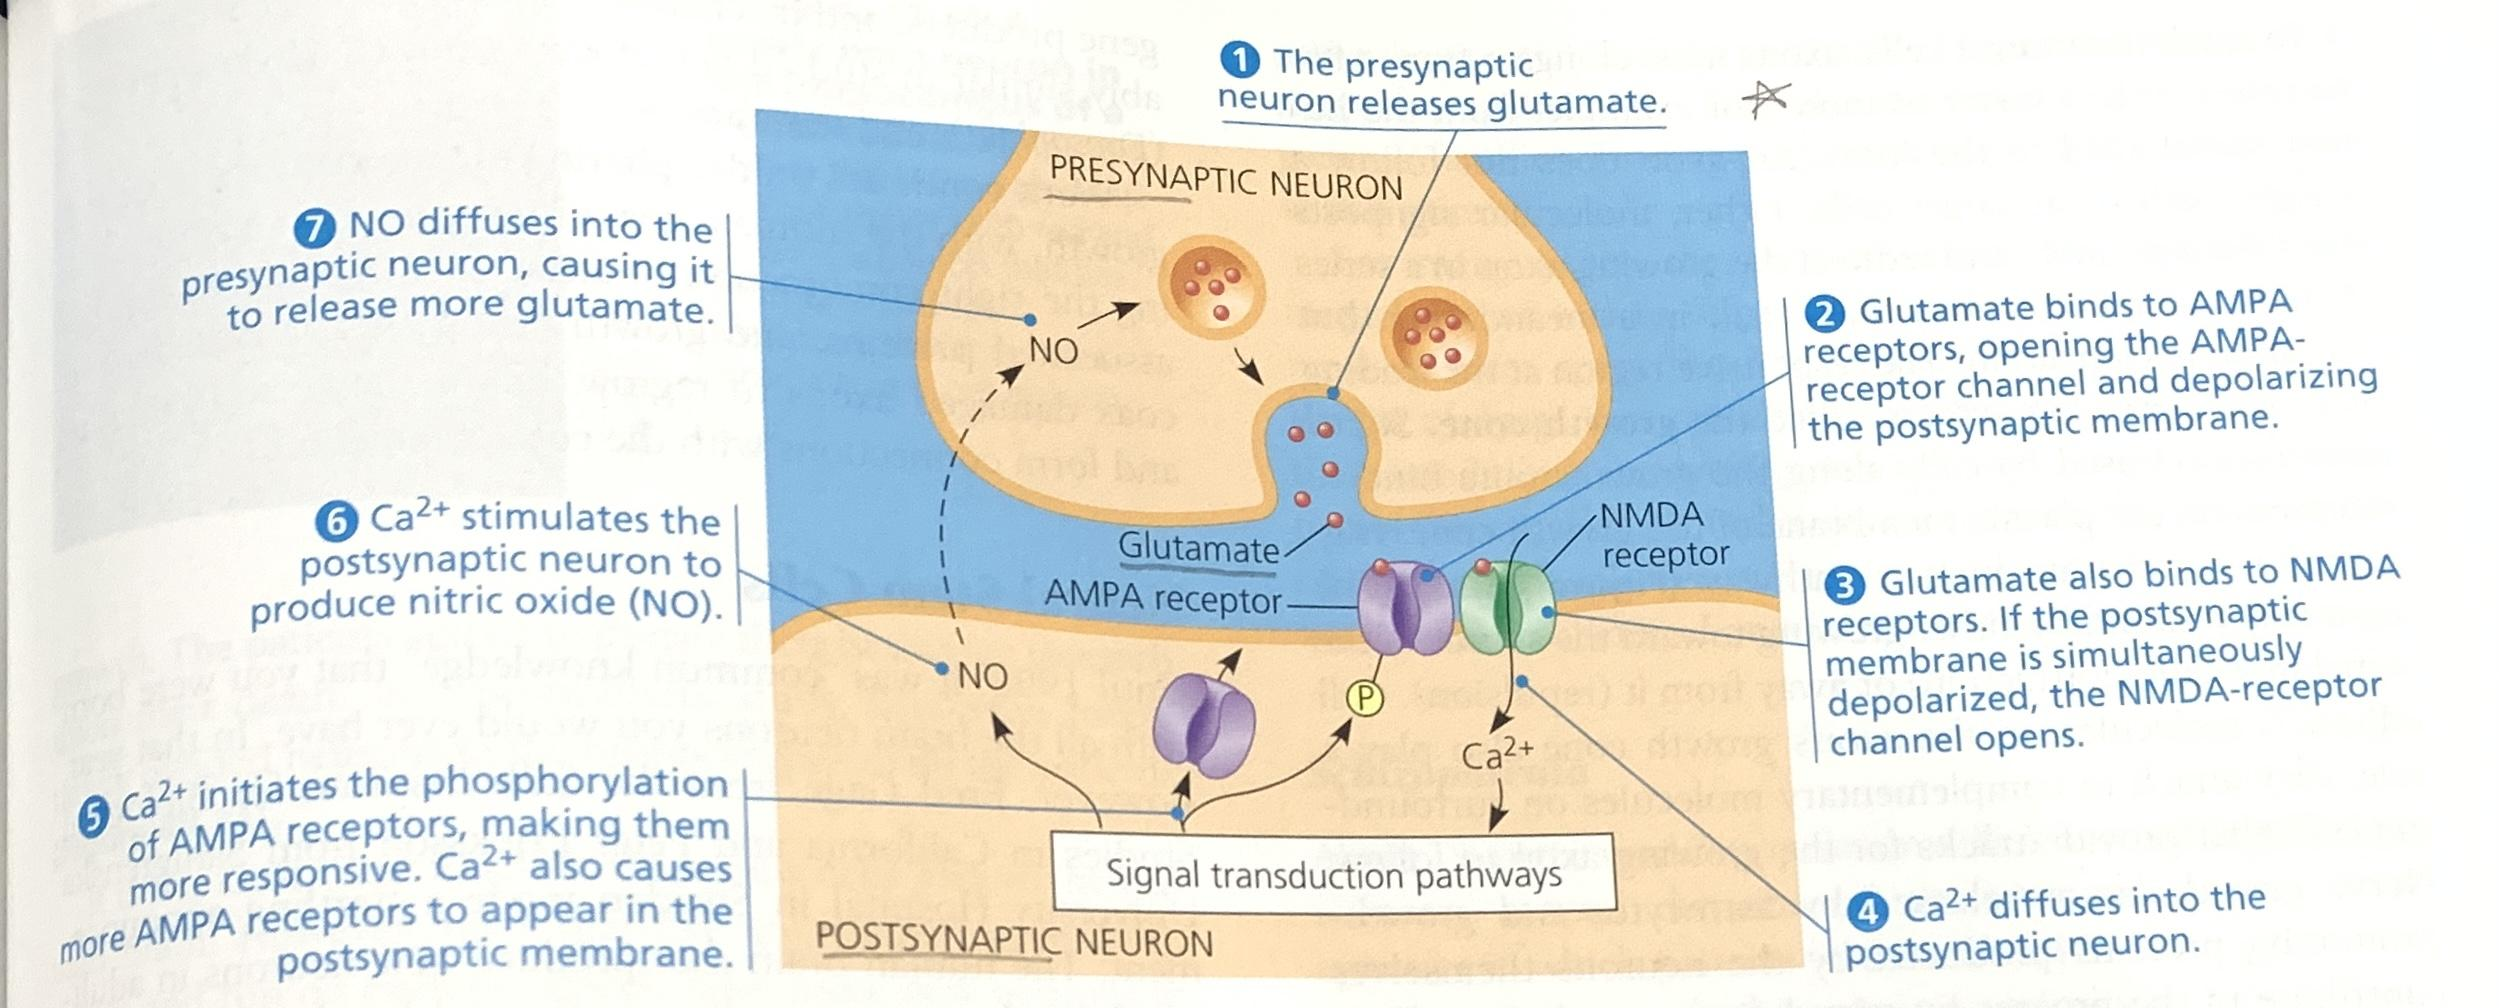 1 The presynaptic
neuron releases glutamate.
PRESYNAPTIC NEURON
7 NO diffuses into the
presynaptic neuron, causing it
to release more glutamate.
NO
2 Glutamate binds to AMPA
receptors, opening the AMPA-
receptor channel and depolarizing
the postsynaptic membrane.
6 Ca2+ stimulates the
postsynaptic neuron to
produce nitric oxide (NO).
Glutamate
AMPA receptor
NMDA
receptor
3 Glutamate also binds to NMDA
receptors. If the postsynaptic
membrane is simultaneously
depolarized, the NMDA-receptor
channel opens.
NO
P
Ca2+
5 Ca2+ initiates the phosphorylation
of AMPA receptors, making them
more responsive. Ca2+ also causes
more AMPA receptors to appear in the
postsynaptic membrane.
Signal transduction pathways
POSTSYNAPTIC NEURON
4 Ca2+ diffuses into the
postsynaptic neuron.